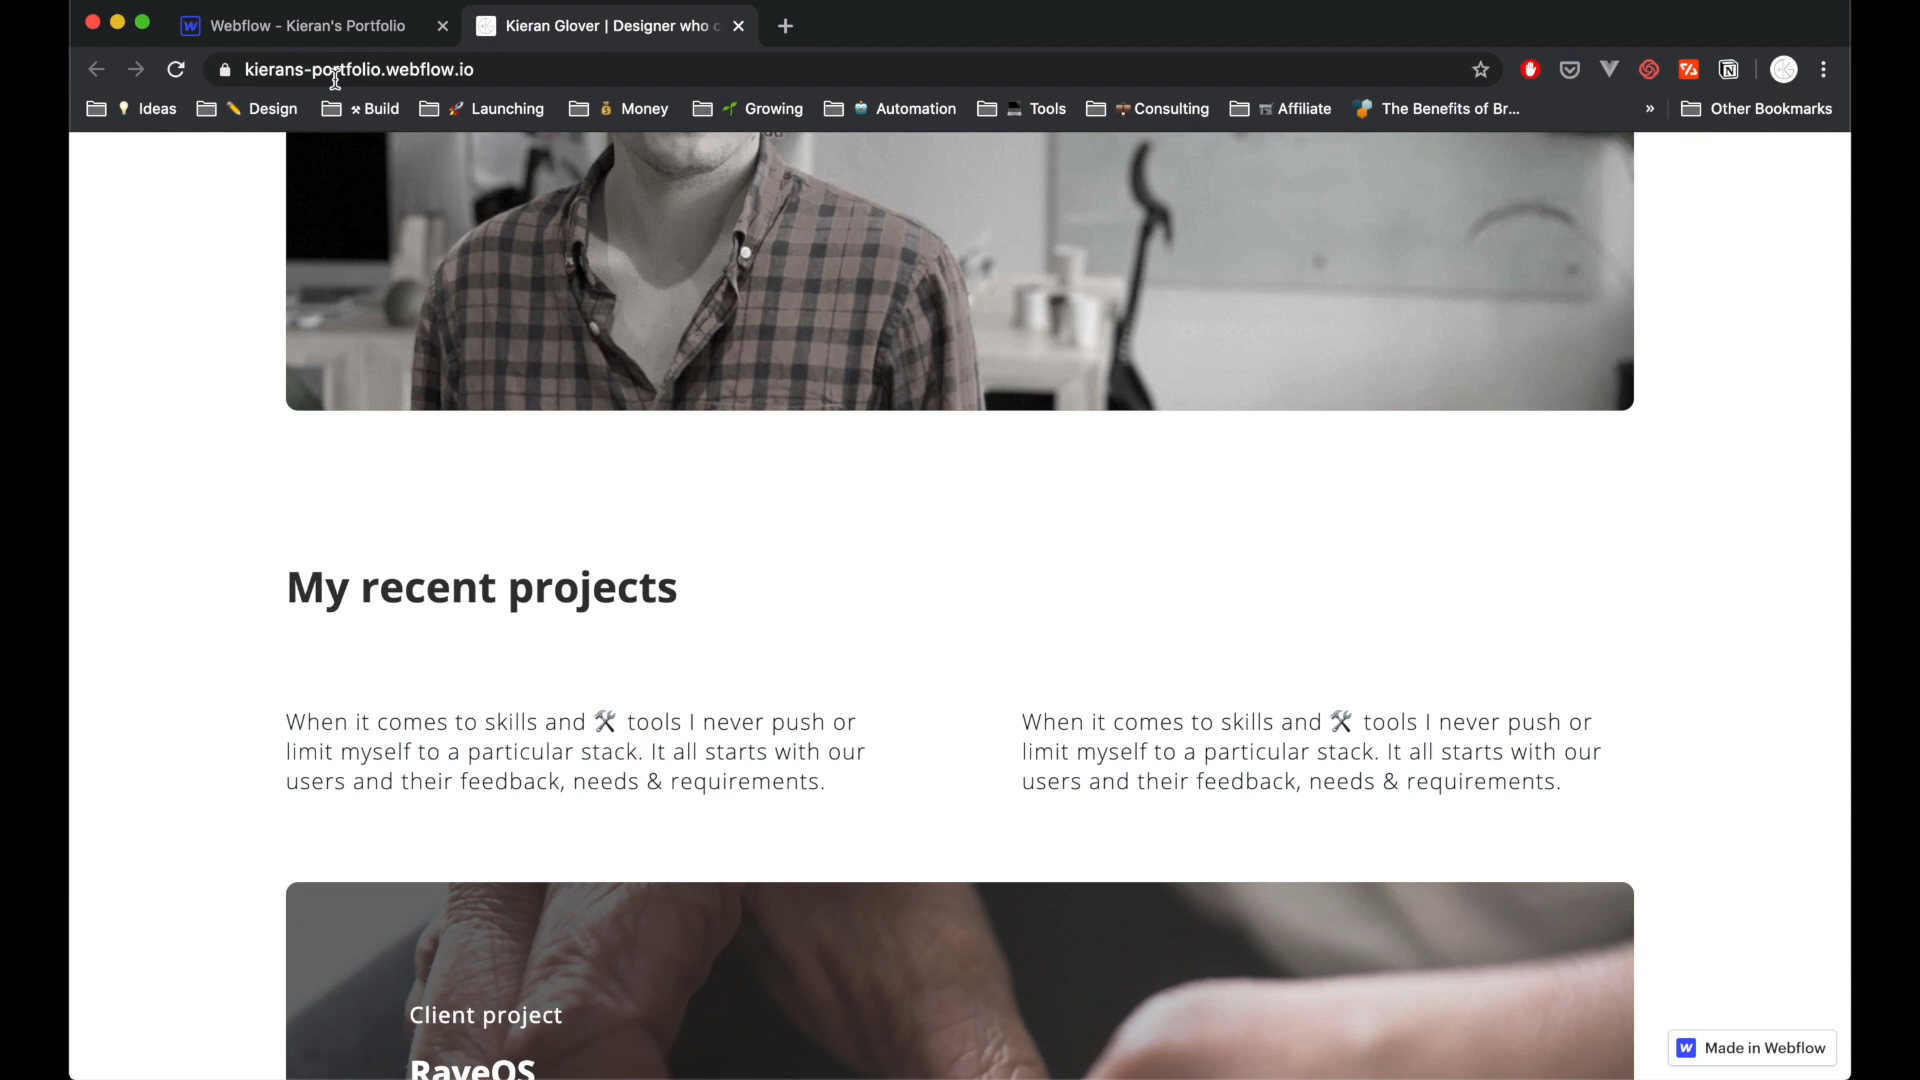 Webflow - Kieran's Portfolio
Kieran Glover | Designer who c
kierans-portfolio.webflow.io
Ideas
Design
Build
Launching
Money
Growing
Automation
Tools
Consulting
Affiliate
The Benefits of Br...
»
Other Bookmarks
My recent projects
When it comes to skills and 🛠 tools I never push or
limit myself to a particular stack. It all starts with our
users and their feedback, needs & requirements.
When it comes to skills and 🛠 tools I never push or
limit myself to a particular stack. It all starts with our
users and their feedback, needs & requirements.
Client project
RaveOS
Made in Webflow